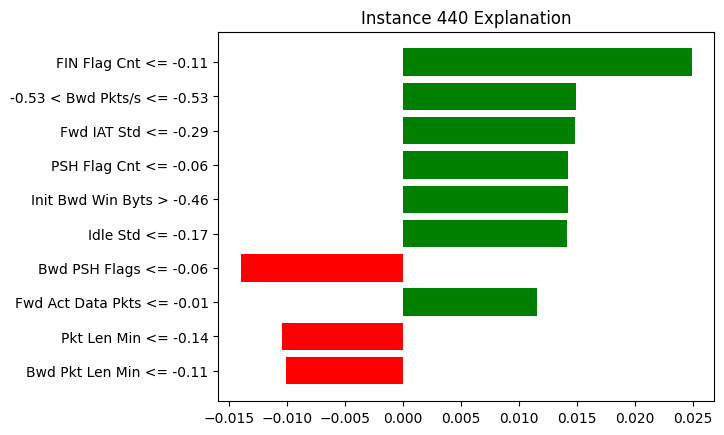 Instance 440 Explanation
FIN Flag Cnt <= -0.11
-0.53 < Bwd Pkts/s <= -0.53
Fwd IAT Std <= -0.29
PSH Flag Cnt <= -0.06
Init Bwd Win Byts > -0.46
Idle Std <= -0.17
Bwd PSH Flags <= -0.06
Fwd Act Data Pkts <= -0.01
Pkt Len Min <= -0.14
Bwd Pkt Len Min <= -0.11
−0.015 −0.010 −0.005 0.000 0.005 0.010 0.015 0.020 0.025